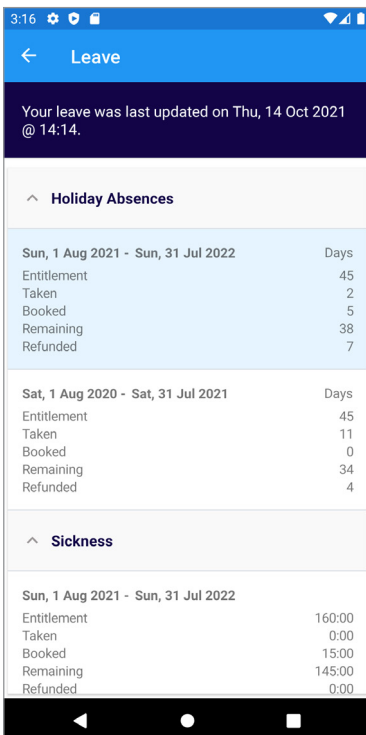 3:16
Leave
Your leave was last updated on Thu, 14 Oct 2021
@ 14:14.
Holiday Absences
Sun, 1 Aug 2021 - Sun, 31 Jul 2022 Days
Entitlement 45
Taken 2
Booked 5
Remaining 38
Refunded 7
Sat, 1 Aug 2020 - Sat, 31 Jul 2021 Days
Entitlement 45
Taken 11
Booked 0
Remaining 34
Refunded 4
Sickness
Sun, 1 Aug 2021 - Sun, 31 Jul 2022
Entitlement 160:00
Taken 0:00
Booked 15:00
Remaining 145:00
Refunded 0:00